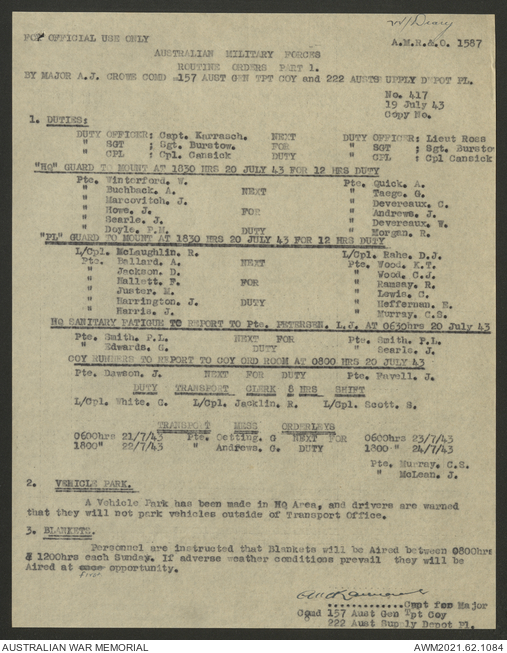 W/Diary
FOR OFFICIAL USE ONLY A.M.R.&.O. 1587
AUSTRALIAN MILITARY FORCES
ROUTINE ORDERS PART 1.
BY MAJOR A.J. CROWE COMD 157 AUST GEN TPT COY and 222 AUST SUPPLY DEPOT PL.
No. 417
19 July 43
Copy No.
1. DUTIES:
DUTY OFFICER: Capt. Karrasch. NEXT DUTY OFFICER: Lieut Ross
" SGT : Sgt. Burstow. FOR " SGT : Sgt. Burstow
" CPL : Cpl. Cansick DUTY " CPL : Cpl Cansick
"HQ" GUARD TO MOUNT AT 1830 HRS 20 JULY 43 FOR 12 HRS DUTY
Pte. Winterford. W. Pte. Quick. A.
" Buchback. A. NEXT " Taege. G.
" Marcovitch. J. " Devereaux. C.
" Howe. J. FOR " Andrews. J.
" Searle. J. " Devereaux. W.
" Doyle. P.M. DUTY " Morgan. R.
"PL" GUARD TO MOUNT AT 1830 HRS 20 JULY 43 FOR 12 HRS DUTY
L/Cpl. McLaughlin. R. L/Cpl. Rahe. D.J.
Pte. Ballard. A. NEXT Pte. Wood. K.T.
" Jackson. D. " Wood. C.J.
" Hallett. F. FOR " Ramsay. R.
" Juster. M. " Lewis. C.
" Harrington. J. DUTY " Heffernan. E.
" Harris. J. " Murray. C.S.
HQ SANITARY FATIGUE TO REPORT TO Pte. PETERSEN. L.J. AT 0630hrs 20 July 43
Pte. Smith. P.L. NEXT FOR Pte. Smith. P.L.
" Edwards. G. DUTY " Searle. J.
COY RUNNERS TO REPORT TO COY ORD ROOM AT 0800 HRS 20 JULY 43
Pte. Dawson. J. NEXT FOR DUTY Pte. Favell. J.
DUTY TRANSPORT CLERK 8 HRS SHIFT
L/Cpl. White. G. L/Cpl. Jacklin. R. L/Cpl. Scott. S.
TRANSPORT MESS ORDERLEYS
0600hrs 21/7/43 Pte. Oetting. G NEXT FOR 0600hrs 23/7/43
1800" 22/7/43 " Andrews. G. DUTY 1800 " 24/7/43
Pte. Murray. C.S.
" McLean. J.
2. VEHICLE PARK.
A Vehicle Park has been made in HQ Area, and drivers are warned
that they will not park vehicles outside of Transport Office.
3. BLANKETS.
Personnel are instructed that Blankets will be Aired between 0800hrs
& 1200hrs each Sunday. If adverse weather conditions prevail they will be
Aired at once opportunity.
first
........... Capt for Major
Comd 157 Aust Gen Tpt Coy
222 Aust Supply Depot Pl.
AUSTRALIAN WAR MEMORIAL AWM2021.62.1084